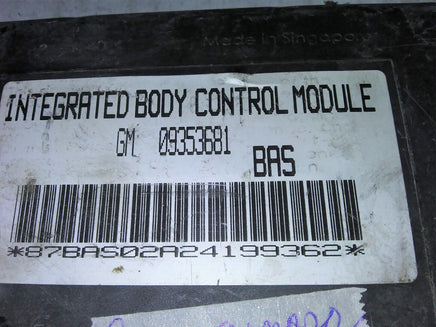 Made in Singapore
INTEGRATED BODY CONTROL MODULE
GM 09353681
BAS
*87BAS02A24199362*